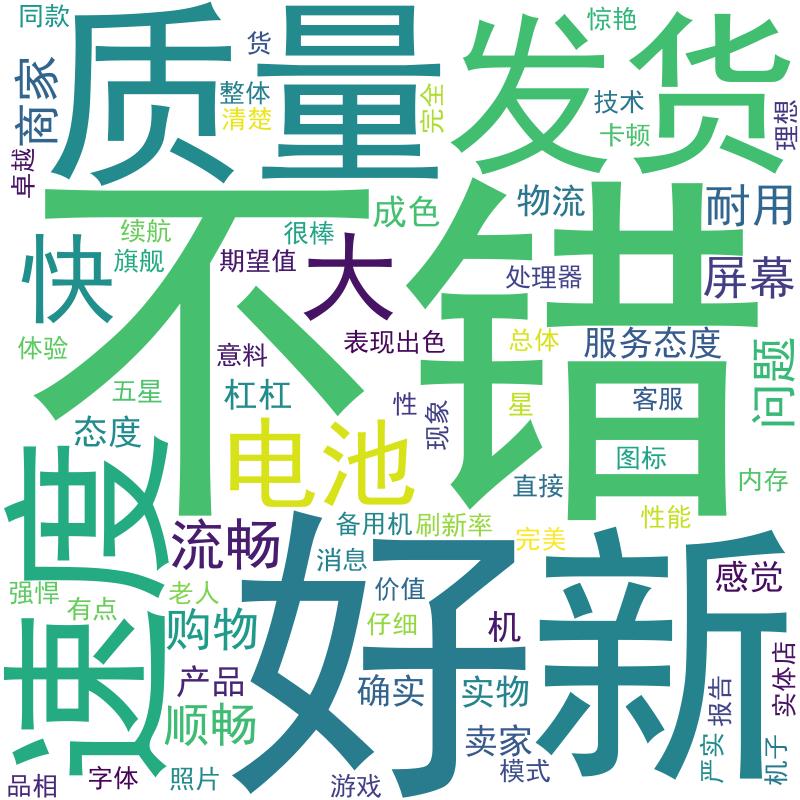 同款
质量
发货
惊艳
货
商家
整体
清楚
完全
技术
卡顿
理想
卓越
不错
成色
物流
耐用
续航
很棒
快
旗舰
期望值
大
处理器
屏幕
体验
意料
表现出色
总体
服务态度
问题
五星
杠杠
性
星
客服
态度
现象
电池
图标
速度
直接
内存
流畅
备用机
刷新率
性能
完美
好
新
消息
感觉
强悍
有点
老人
价值
购物
仔细
机
产品
确实
实物
顺畅
卖家
实体店
报告
严实
机子
模式
品相
字体
照片
游戏